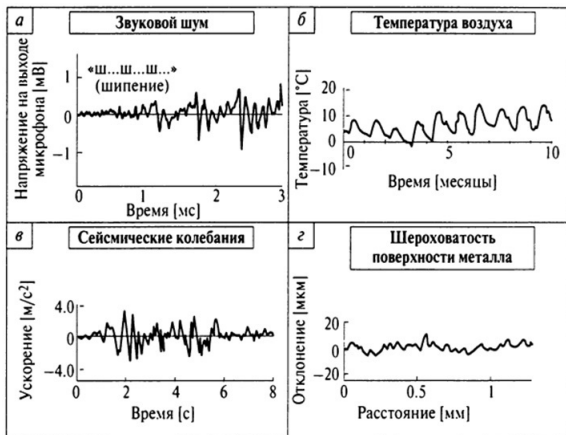 а
Звуковой шум
«Ш...Ш...Ш...»
(шипение)
Напряжение на выходе
микрофона [мВ]
1
0
−1
0 1 2 3
Время [мс]
б
Температура воздуха
Температура [°C]
20
10
0
−10
0 5 10
Время [месяцы]
в
Сейсмические колебания
Ускорение [м/с²]
4.0
0
−4.0
0 2 4 6 8
Время [с]
г
Шероховатость
поверхности металла
Отклонение [мкм]
20
0
−20
0 0.5 1
Расстояние [мм]